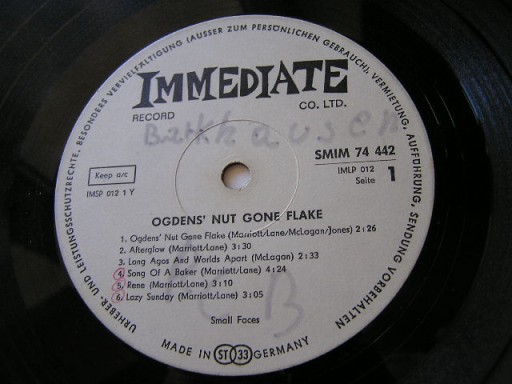 URHEBER- UND LEISTUNGSSCHUTZRECHTE, BESONDERS VERVIELFÄLTIGUNG (AUSSER ZUM PERSÖNLICHEN GEBRAUCH), VERMIETUNG, AUFFÜHRUNG, SENDUNG VORBEHALTEN
IMMEDIATE
RECORD CO. LTD.
SMIM 74 442
IMLP 012
Seite 1
Keep a/c
IMSP 012 1 Y
OGDENS' NUT GONE FLAKE
1. Ogdens' Nut Gone Flake (Marriott/Lane/McLagan/Jones) 2:26
2. Afterglow (Marriott/Lane) 3:30
3. Long Agos And Worlds Apart (McLagan) 2:33
4. Song Of A Baker (Marriott/Lane) 4:24
5. Rene (Marriott/Lane) 3:10
6. Lazy Sunday (Marriott/Lane) 3:05
Small Faces
B
MADE IN ST 33 GERMANY